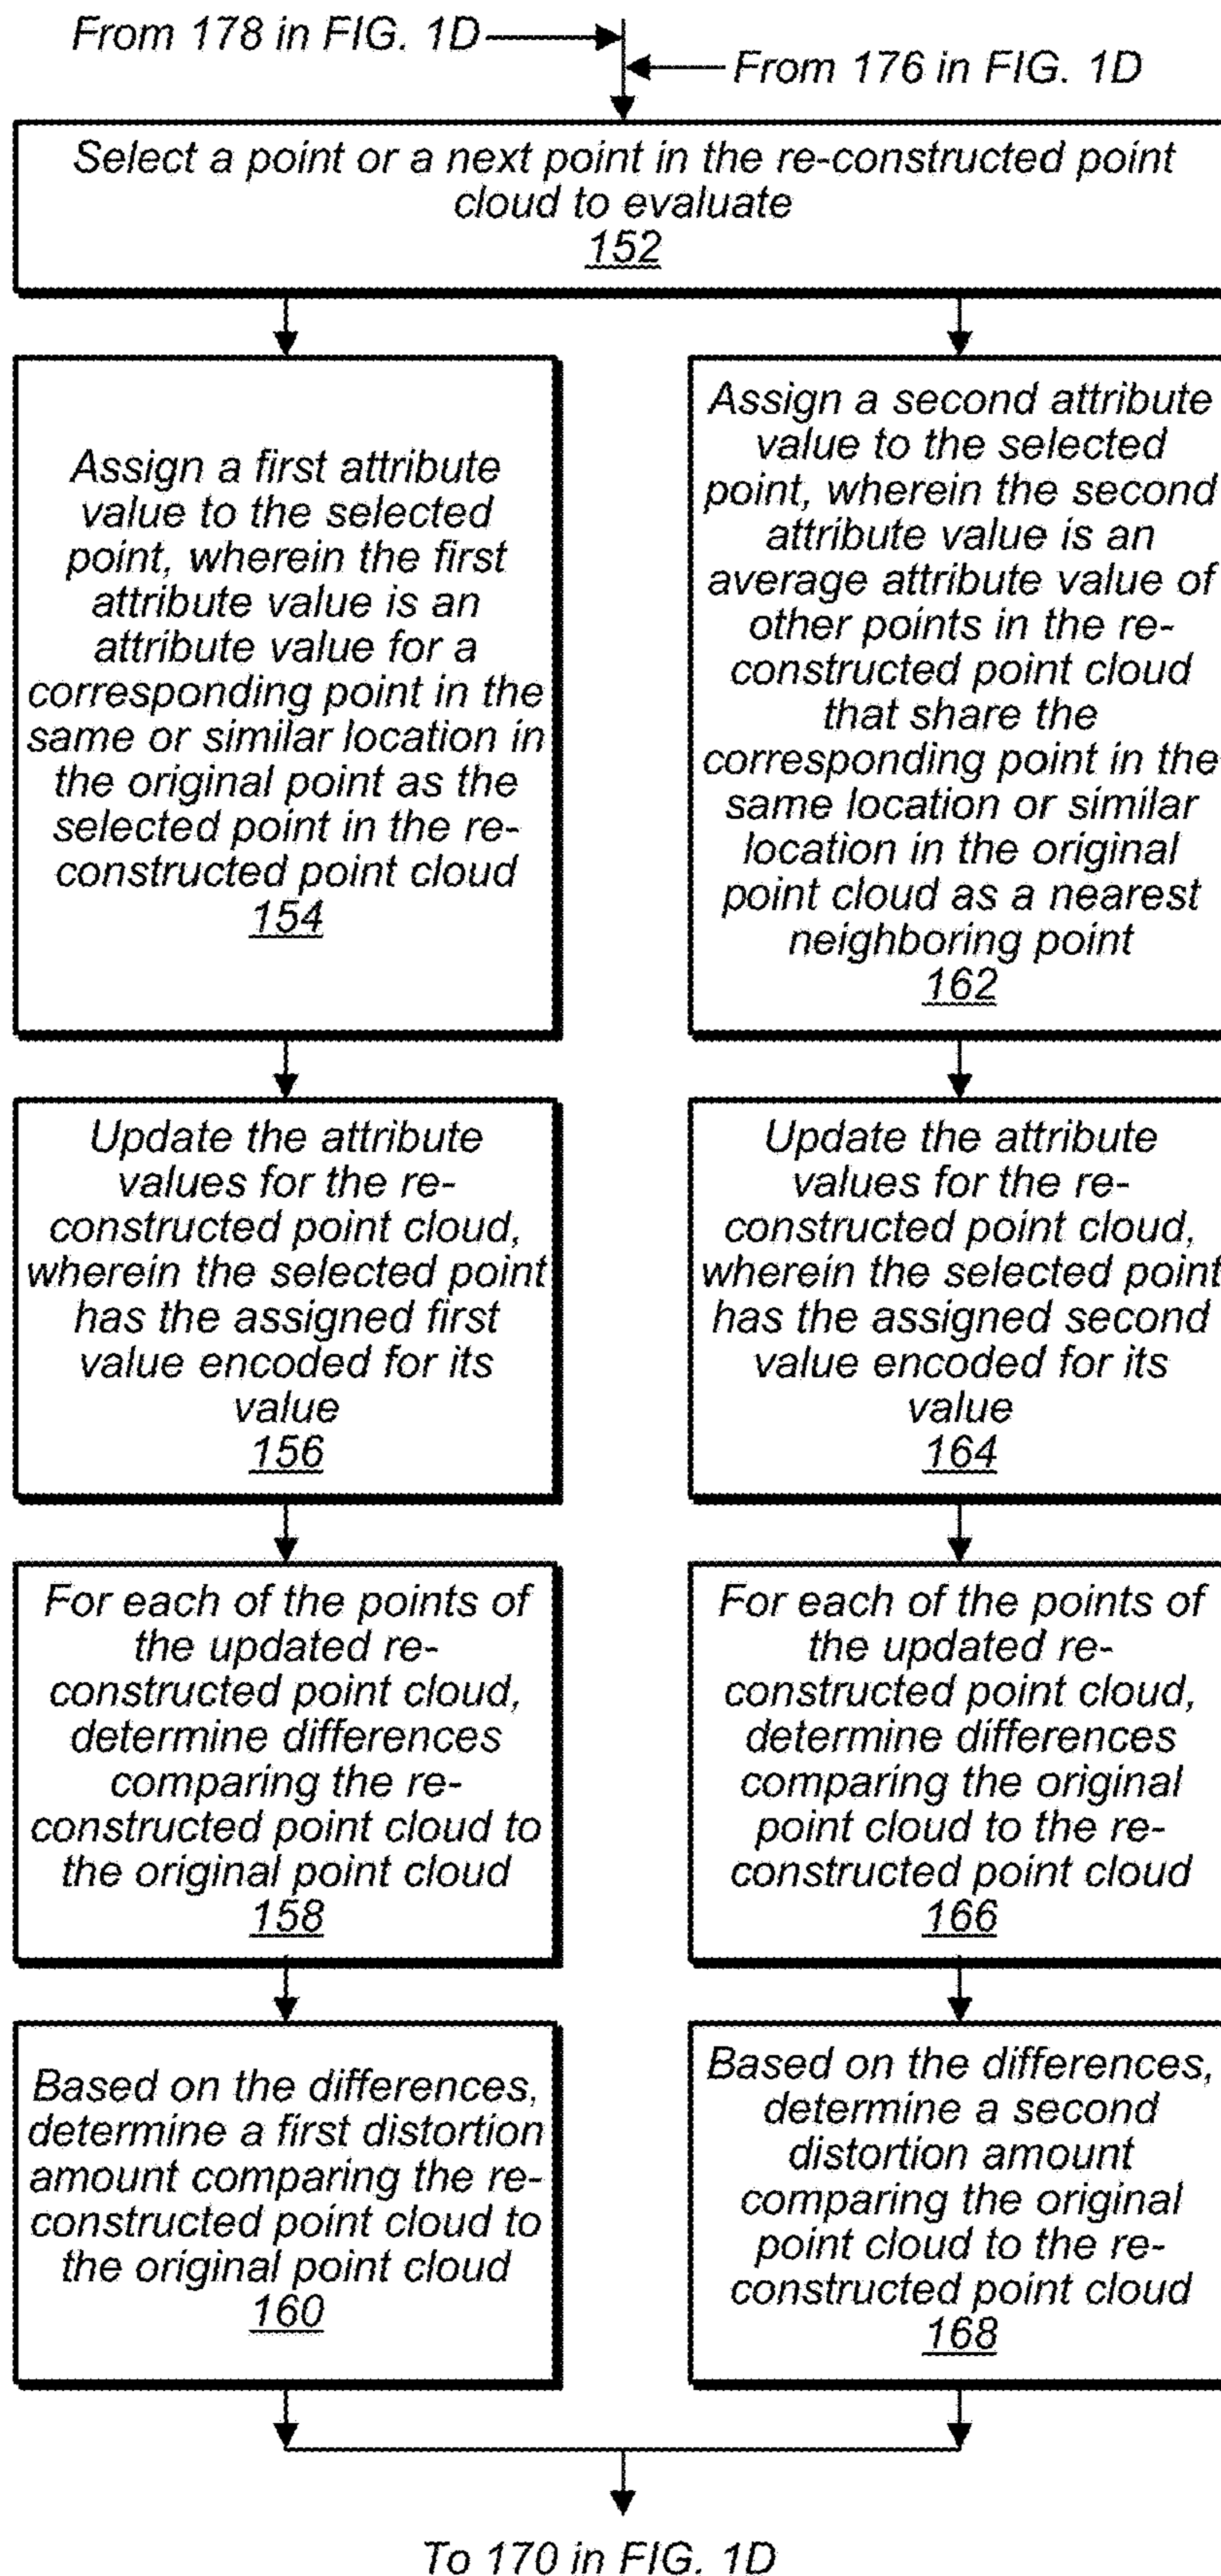 From 178 in FIG. 1D
From 176 in FIG. 1D
Select a point or a next point in the re-constructed point
cloud to evaluate
152
Assign a first attribute
value to the selected
point, wherein the first
attribute value is an
attribute value for a
corresponding point in the
same or similar location in
the original point as the
selected point in the re-
constructed point cloud
154
Update the attribute
values for the re-
constructed point cloud,
wherein the selected point
has the assigned first
value encoded for its
value
156
For each of the points of
the updated re-
constructed point cloud,
determine differences
comparing the re-
constructed point cloud to
the original point cloud
158
Based on the differences,
determine a first distortion
amount comparing the re-
constructed point cloud to
the original point cloud
160
Assign a second attribute
value to the selected
point, wherein the second
attribute value is an
average attribute value of
other points in the re-
constructed point cloud
that share the
corresponding point in the
same location or similar
location in the original
point cloud as a nearest
neighboring point
162
Update the attribute
values for the re-
constructed point cloud,
wherein the selected point
has the assigned second
value encoded for its
value
164
For each of the points of
the updated re-
constructed point cloud,
determine differences
comparing the original
point cloud to the re-
constructed point cloud
166
Based on the differences,
determine a second
distortion amount
comparing the original
point cloud to the re-
constructed point cloud
168
To 170 in FIG. 1D